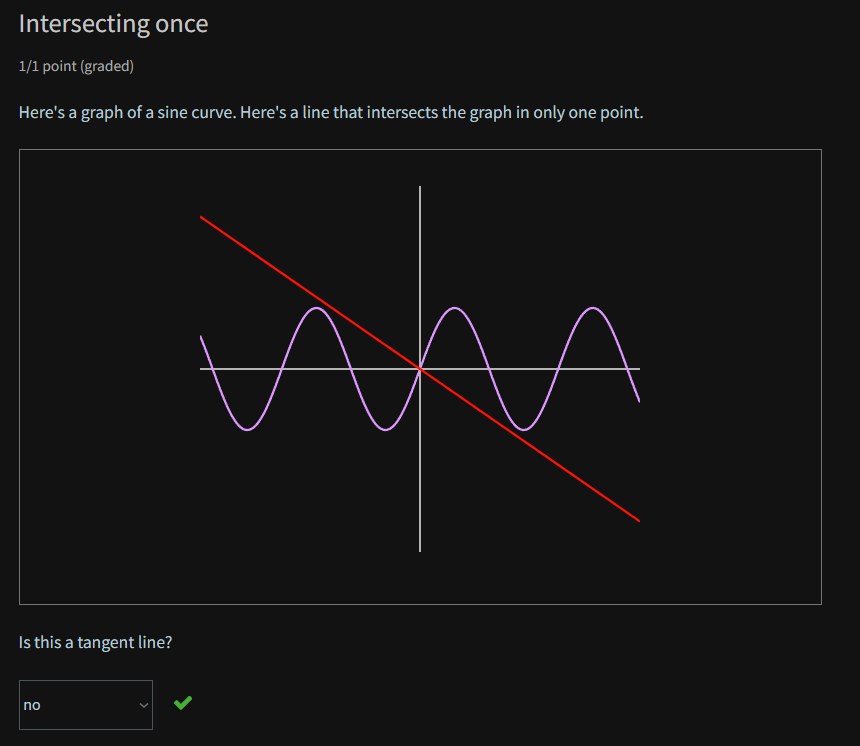 Intersecting once
1/1 point (graded)
Here's a graph of a sine curve. Here's a line that intersects the graph in only one point.
Is this a tangent line?
no